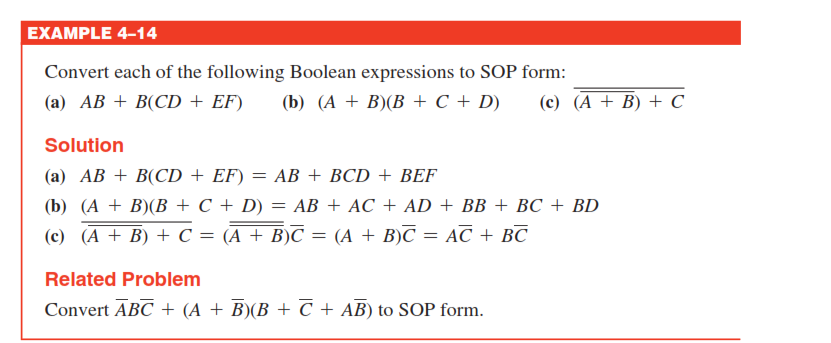 EXAMPLE 4–14
Convert each of the following Boolean expressions to SOP form:
(a) AB + B(CD + EF) (b) (A + B)(B + C + D) (c) $\overline{\overline{(A + B)} + C}$
Solution
(a) AB + B(CD + EF) = AB + BCD + BEF
(b) (A + B)(B + C + D) = AB + AC + AD + BB + BC + BD
(c) $\overline{\overline{(A + B)} + C} = \overline{\overline{(A + B)}}\overline{C} = (A + B)\overline{C} = A\overline{C} + B\overline{C}$
Related Problem
Convert $\overline{A}B\overline{C} + (A + \overline{B})(B + \overline{C} + A\overline{B})$ to SOP form.